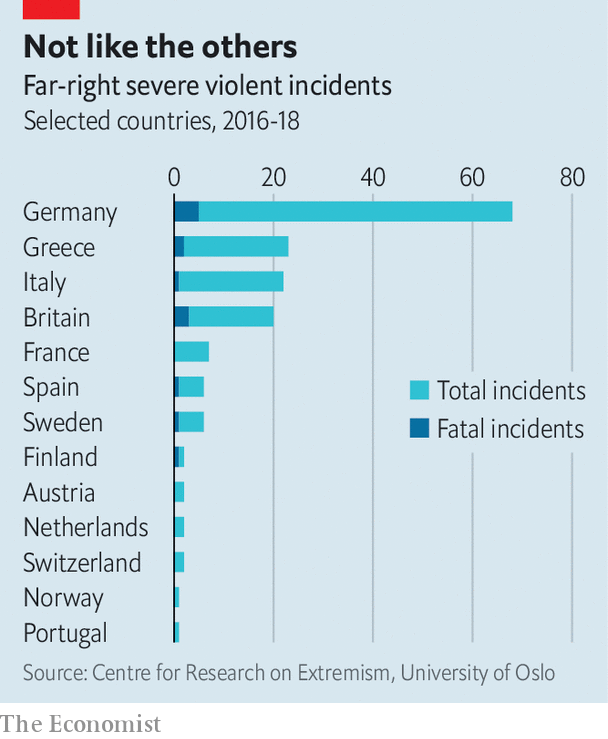 Not like the others
Far-right severe violent incidents
Selected countries, 2016-18
0 20 40 60 80
Germany
Greece
Italy
Britain
France
Spain
Sweden
Finland
Austria
Netherlands
Switzerland
Norway
Portugal
Total incidents
Fatal incidents
Source: Centre for Research on Extremism, University of Oslo
The Economist